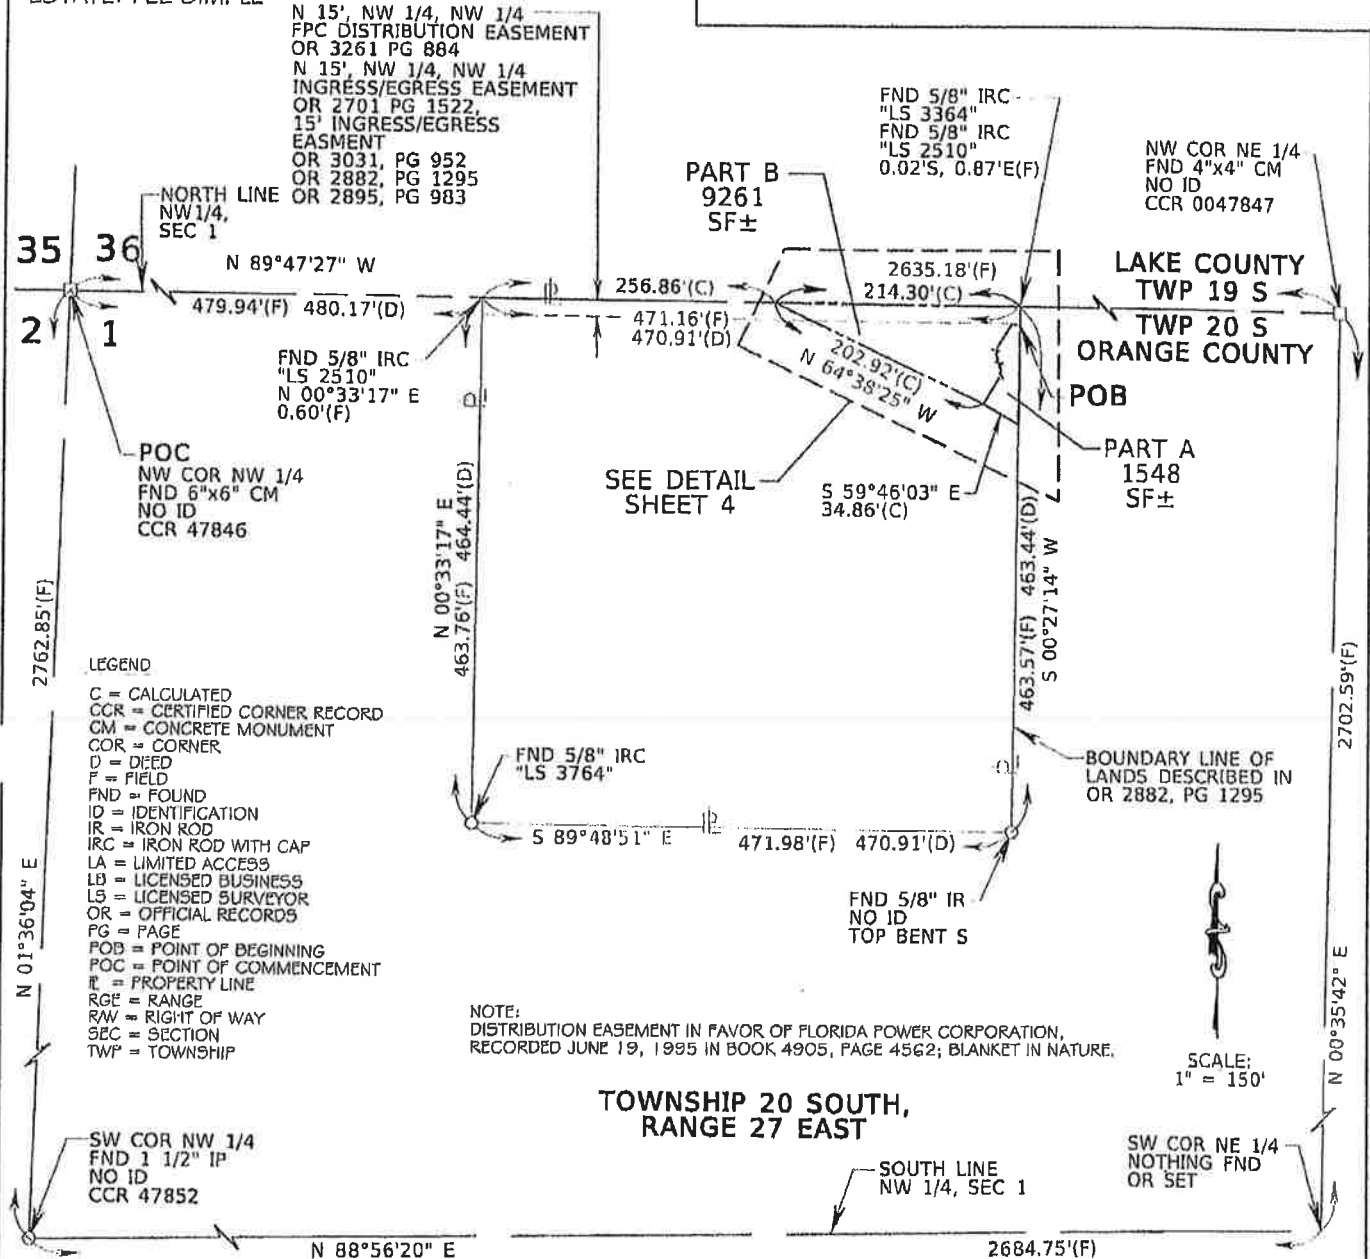 N 15', NW 1/4, NW 1/4
FPC DISTRIBUTION EASEMENT
OR 3261 PG 884
N 15', NW 1/4, NW 1/4
INGRESS/EGRESS EASEMENT
OR 2701 PG 1522,
15' INGRESS/EGRESS
EASMENT
OR 3031, PG 952
OR 2882, PG 1295
OR 2895, PG 983
NORTH LINE
NW1/4,
SEC 1
35 36
2 1
N 89°47'27" W
479.94'(F) 480.17'(D)
FND 5/8" IRC
"LS 2510"
N 00°33'17" E
0.60'(F)
POC
NW COR NW 1/4
FND 6"x6" CM
NO ID
CCR 47846
256.86'(C)
471.16'(F)
470.91'(D)
PART B
9261
SF±
FND 5/8" IRC
"LS 3364"
FND 5/8" IRC
"LS 2510"
0.02'S, 0.87'E(F)
NW COR NE 1/4
FND 4"x4" CM
NO ID
CCR 0047847
2635.18'(F)
214.30'(C)
LAKE COUNTY
TWP 19 S
TWP 20 S
ORANGE COUNTY
202.92'(C)
N 64°38'25" W
POB
PART A
1548
SF±
SEE DETAIL
SHEET 4
S 59°46'03" E
34.86'(C)
N 00°33'17" E
463.76'(F) 464.44'(D)
463.57'(F) 463.44'(D)
S 00°27'14" W
2762.85'(F)
N 01°36'04" E
2702.59'(F)
N 00°35'42" E
LEGEND
C = CALCULATED
CCR = CERTIFIED CORNER RECORD
CM = CONCRETE MONUMENT
COR = CORNER
D = DEED
F = FIELD
FND = FOUND
ID = IDENTIFICATION
IR = IRON ROD
IRC = IRON ROD WITH CAP
LA = LIMITED ACCESS
LB = LICENSED BUSINESS
LS = LICENSED SURVEYOR
OR = OFFICIAL RECORDS
PG = PAGE
POB = POINT OF BEGINNING
POC = POINT OF COMMENCEMENT
PL = PROPERTY LINE
RGE = RANGE
R/W = RIGHT OF WAY
SEC = SECTION
TWP = TOWNSHIP
FND 5/8" IRC
"LS 3764"
S 89°48'51" E
471.98'(F) 470.91'(D)
BOUNDARY LINE OF
LANDS DESCRIBED IN
OR 2882, PG 1295
FND 5/8" IR
NO ID
TOP BENT S
NOTE:
DISTRIBUTION EASEMENT IN FAVOR OF FLORIDA POWER CORPORATION,
RECORDED JUNE 19, 1995 IN BOOK 4905, PAGE 4562; BLANKET IN NATURE.
SCALE:
1" = 150'
TOWNSHIP 20 SOUTH,
RANGE 27 EAST
SW COR NW 1/4
FND 1 1/2" IP
NO ID
CCR 47852
SOUTH LINE
NW 1/4, SEC 1
SW COR NE 1/4
NOTHING FND
OR SET
N 88°56'20" E
2684.75'(F)